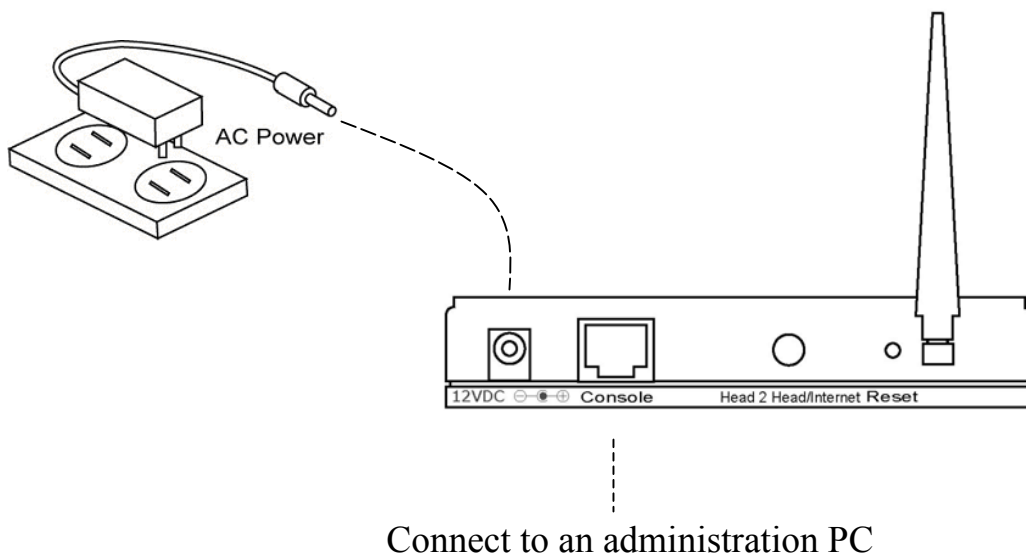 AC Power
12VDC ⊖-●-⊕ Console Head 2 Head/Internet Reset
Connect to an administration PC